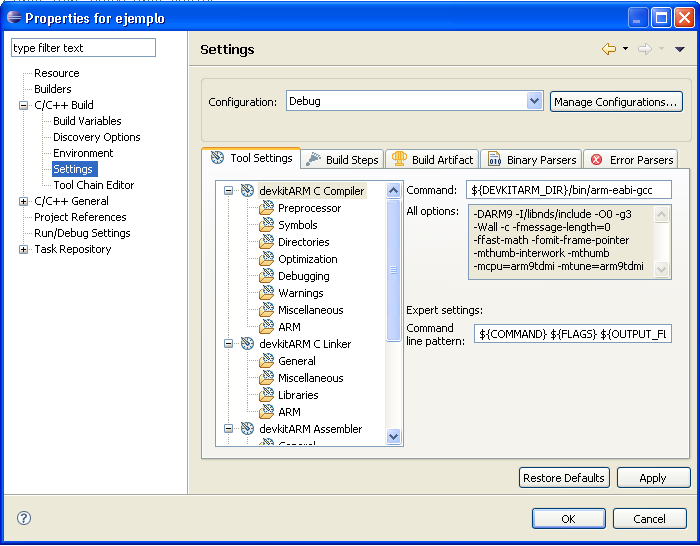 Properties for ejemplo
type filter text
Settings
Resource
Builders
C/C++ Build
Build Variables
Discovery Options
Environment
Settings
Tool Chain Editor
C/C++ General
Project References
Run/Debug Settings
Task Repository
Configuration: Debug Manage Configurations...
Tool Settings Build Steps Build Artifact Binary Parsers Error Parsers
devkitARM C Compiler
Preprocessor
Symbols
Directories
Optimization
Debugging
Warnings
Miscellaneous
ARM
devkitARM C Linker
General
Miscellaneous
Libraries
ARM
devkitARM Assembler
General
Command: ${DEVKITARM_DIR}/bin/arm-eabi-gcc
All options: -DARM9 -I/libnds/include -O0 -g3
-Wall -c -fmessage-length=0
-ffast-math -fomit-frame-pointer
-mthumb-interwork -mthumb
-mcpu=arm9tdmi -mtune=arm9tdmi
Expert settings:
Command
line pattern: ${COMMAND} ${FLAGS} ${OUTPUT_FL
Restore Defaults Apply
OK Cancel